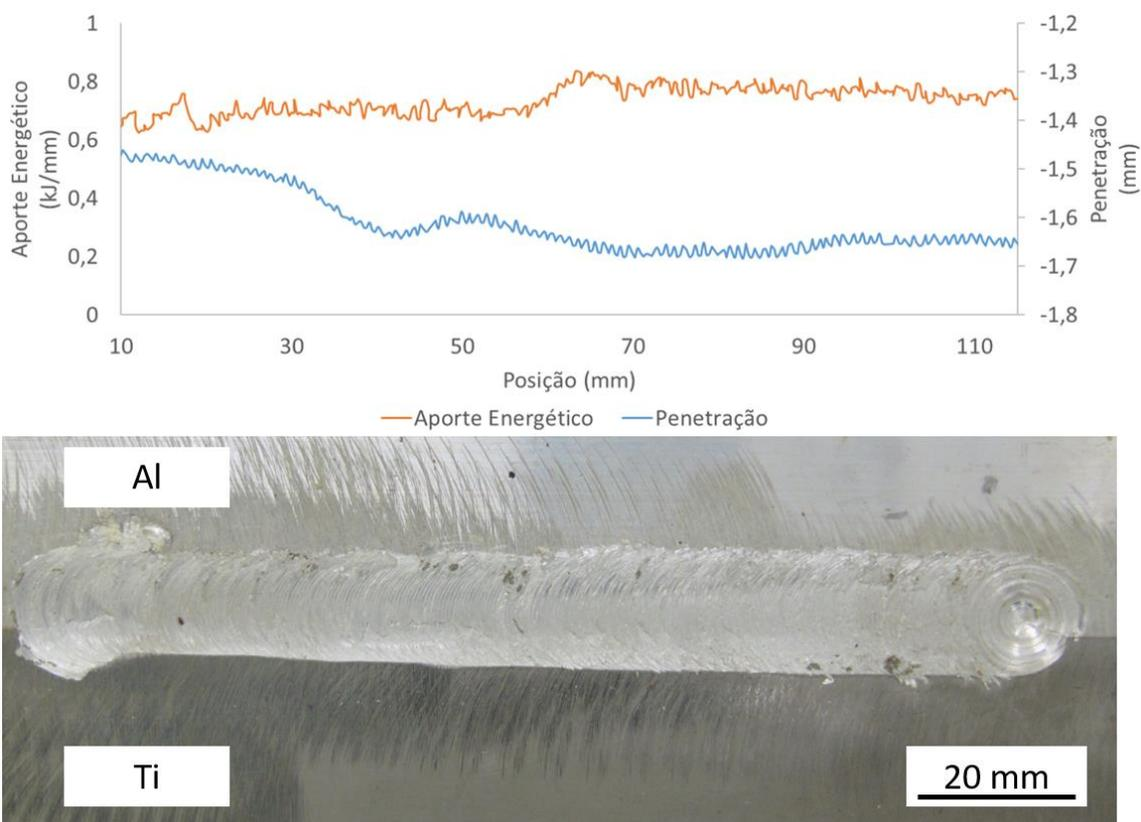 1
0,8
0,6
0,4
0,2
0
Aporte Energético
(kJ/mm)
-1,2
-1,3
-1,4
-1,5
-1,6
-1,7
-1,8
Penetração
(mm)
10 30 50 70 90 110
Posição (mm)
Aporte Energético Penetração
Al
Ti
20 mm